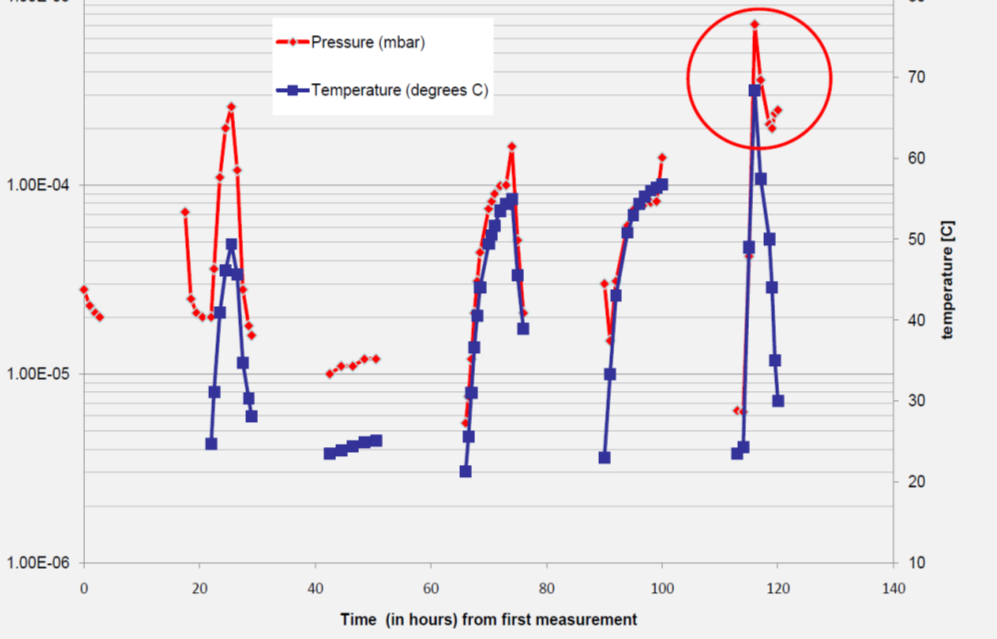 Pressure (mbar)
Temperature (degrees C)
1.00E-04
1.00E-05
1.00E-06
70
60
50
40
30
20
10
temperature [C]
0 20 40 60 80 100 120 140
Time (in hours) from first measurement